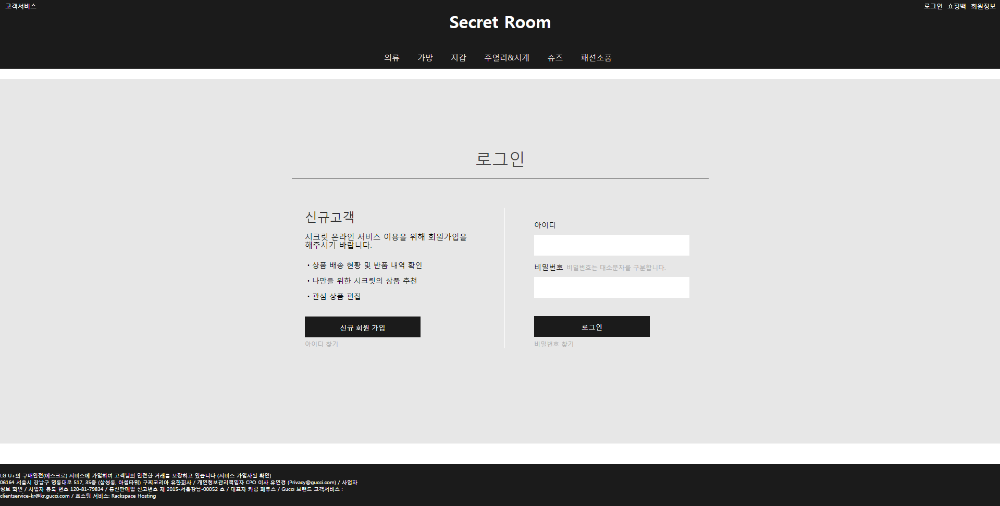 고객서비스
로그인 쇼핑백 회원정보
Secret Room
의류 가방 지갑 주얼리&시계 슈즈 패션소품
로그인
신규고객
시크릿 온라인 서비스 이용을 위해 회원가입을
해주시기 바랍니다.
・상품 배송 현황 및 반품 내역 확인
・나만을 위한 시크릿의 상품 추천
・관심 상품 편집
신규 회원 가입
아이디 찾기
아이디
비밀번호 비밀번호는 대소문자를 구분합니다.
로그인
비밀번호 찾기
LG U+의 구매안전(에스크로) 서비스에 가입하여 고객님의 안전한 거래를 보장하고 있습니다 (서비스 가입사실 확인)
06164 서울시 강남구 영동대로 517, 35층 (삼성동, 아셈타워) 구찌코리아 유한회사 / 개인정보관리책임자 CPO 이사 유인경 (Privacy@gucci.com) / 사업자
정보 확인 / 사업자 등록 번호 120-81-79834 / 통신판매업 신고번호 제 2015-서울강남-00052 호 / 대표자 카림 페투스 / Gucci 브랜드 고객서비스 :
clientservice-kr@kr.gucci.com / 호스팅 서비스: Rackspace Hosting